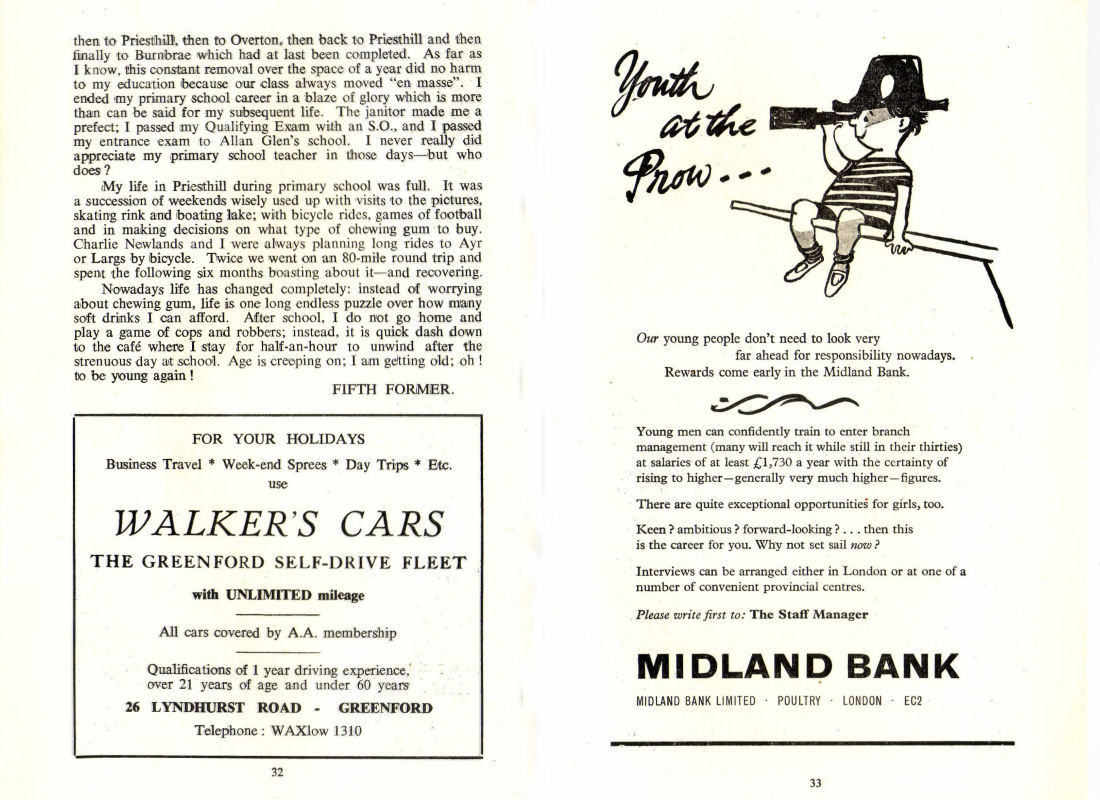 then to Priesthill, then to Overton, then back to Priesthill and then
finally to Burnbrae which had at last been completed. As far as
I know, this constant removal over the space of a year did no harm
to my education because our class always moved “en masse”. I
ended my primary school career in a blaze of glory which is more
than can be said for my subsequent life. The janitor made me a
prefect; I passed my Qualifying Exam with an S.O., and I passed
my entrance exam to Allan Glen’s school. I never really did
appreciate my primary school teacher in those days—but who
does ?
My life in Priesthill during primary school was full. It was
a succession of weekends wisely used up with visits to the pictures,
skating rink and boating lake; with bicycle rides, games of football
and in making decisions on what type of chewing gum to buy.
Charlie Newlands and I were always planning long rides to Ayr
or Largs by bicycle. Twice we went on an 80-mile round trip and
spent the following six months boasting about it—and recovering.
Nowadays life has changed completely: instead of worrying
about chewing gum, life is one long endless puzzle over how many
soft drinks I can afford. After school, I do not go home and
play a game of cops and robbers; instead, it is quick dash down
to the café where I stay for half-an-hour to unwind after the
strenuous day at school. Age is creeping on; I am getting old; oh !
to be young again !
FIFTH FORMER.
FOR YOUR HOLIDAYS
Business Travel * Week-end Sprees * Day Trips * Etc.
use
WALKER’S CARS
THE GREENFORD SELF-DRIVE FLEET
with UNLIMITED mileage
All cars covered by A.A. membership
Qualifications of 1 year driving experience,
over 21 years of age and under 60 years
26 LYNDHURST ROAD - GREENFORD
Telephone : WAXlow 1310
32
Youth
at the
Prow...
Our young people don’t need to look very
far ahead for responsibility nowadays.
Rewards come early in the Midland Bank.
Young men can confidently train to enter branch
management (many will reach it while still in their thirties)
at salaries of at least £1,730 a year with the certainty of
rising to higher—generally very much higher—figures.
There are quite exceptional opportunities for girls, too.
Keen ? ambitious ? forward-looking ? . . . then this
is the career for you. Why not set sail now ?
Interviews can be arranged either in London or at one of a
number of convenient provincial centres.
Please write first to: The Staff Manager
MIDLAND BANK
MIDLAND BANK LIMITED · POULTRY · LONDON · EC2
33